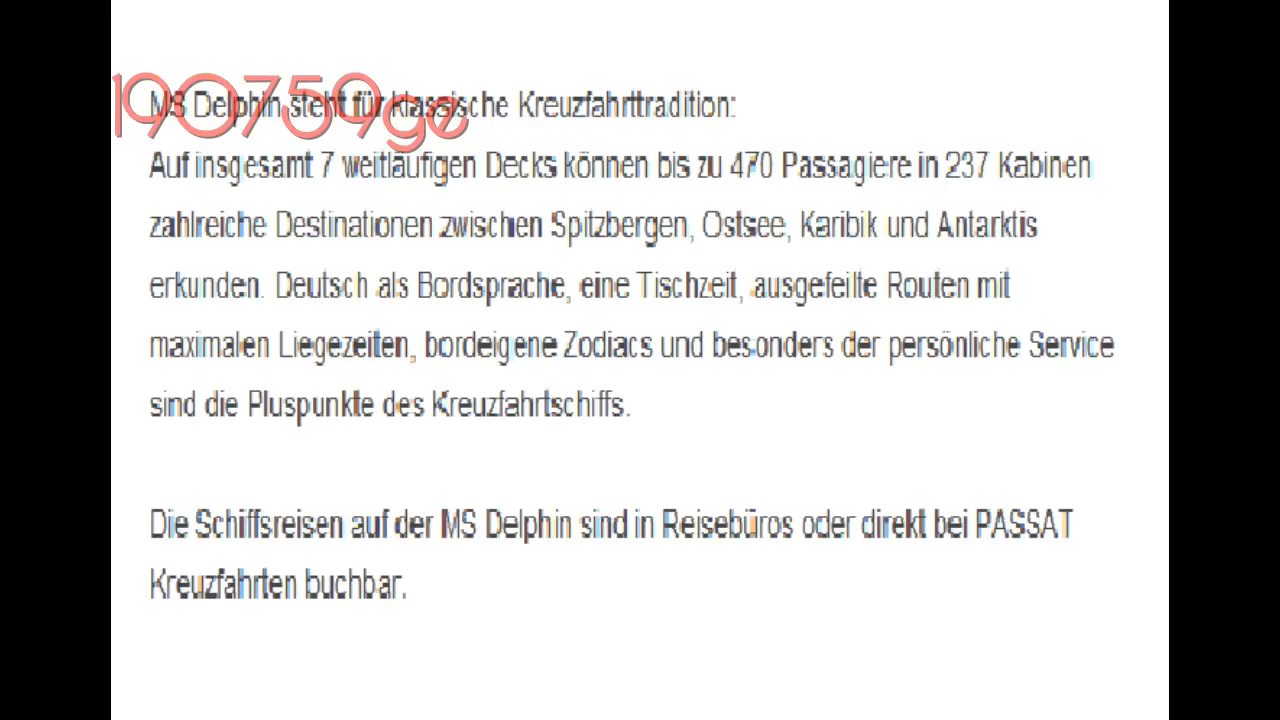 190759ge
MS Delphin steht für klassische Kreuzfahrttradition:
Auf insgesamt 7 weitläufigen Decks können bis zu 470 Passagiere in 237 Kabinen
zahlreiche Destinationen zwischen Spitzbergen, Ostsee, Karibik und Antarktis
erkunden. Deutsch als Bordsprache, eine Tischzeit, ausgefeilte Routen mit
maximalen Liegezeiten, bordeigene Zodiacs und besonders der persönliche Service
sind die Pluspunkte des Kreuzfahrtschiffs.
Die Schiffsreisen auf der MS Delphin sind in Reisebüros oder direkt bei PASSAT
Kreuzfahrten buchbar.